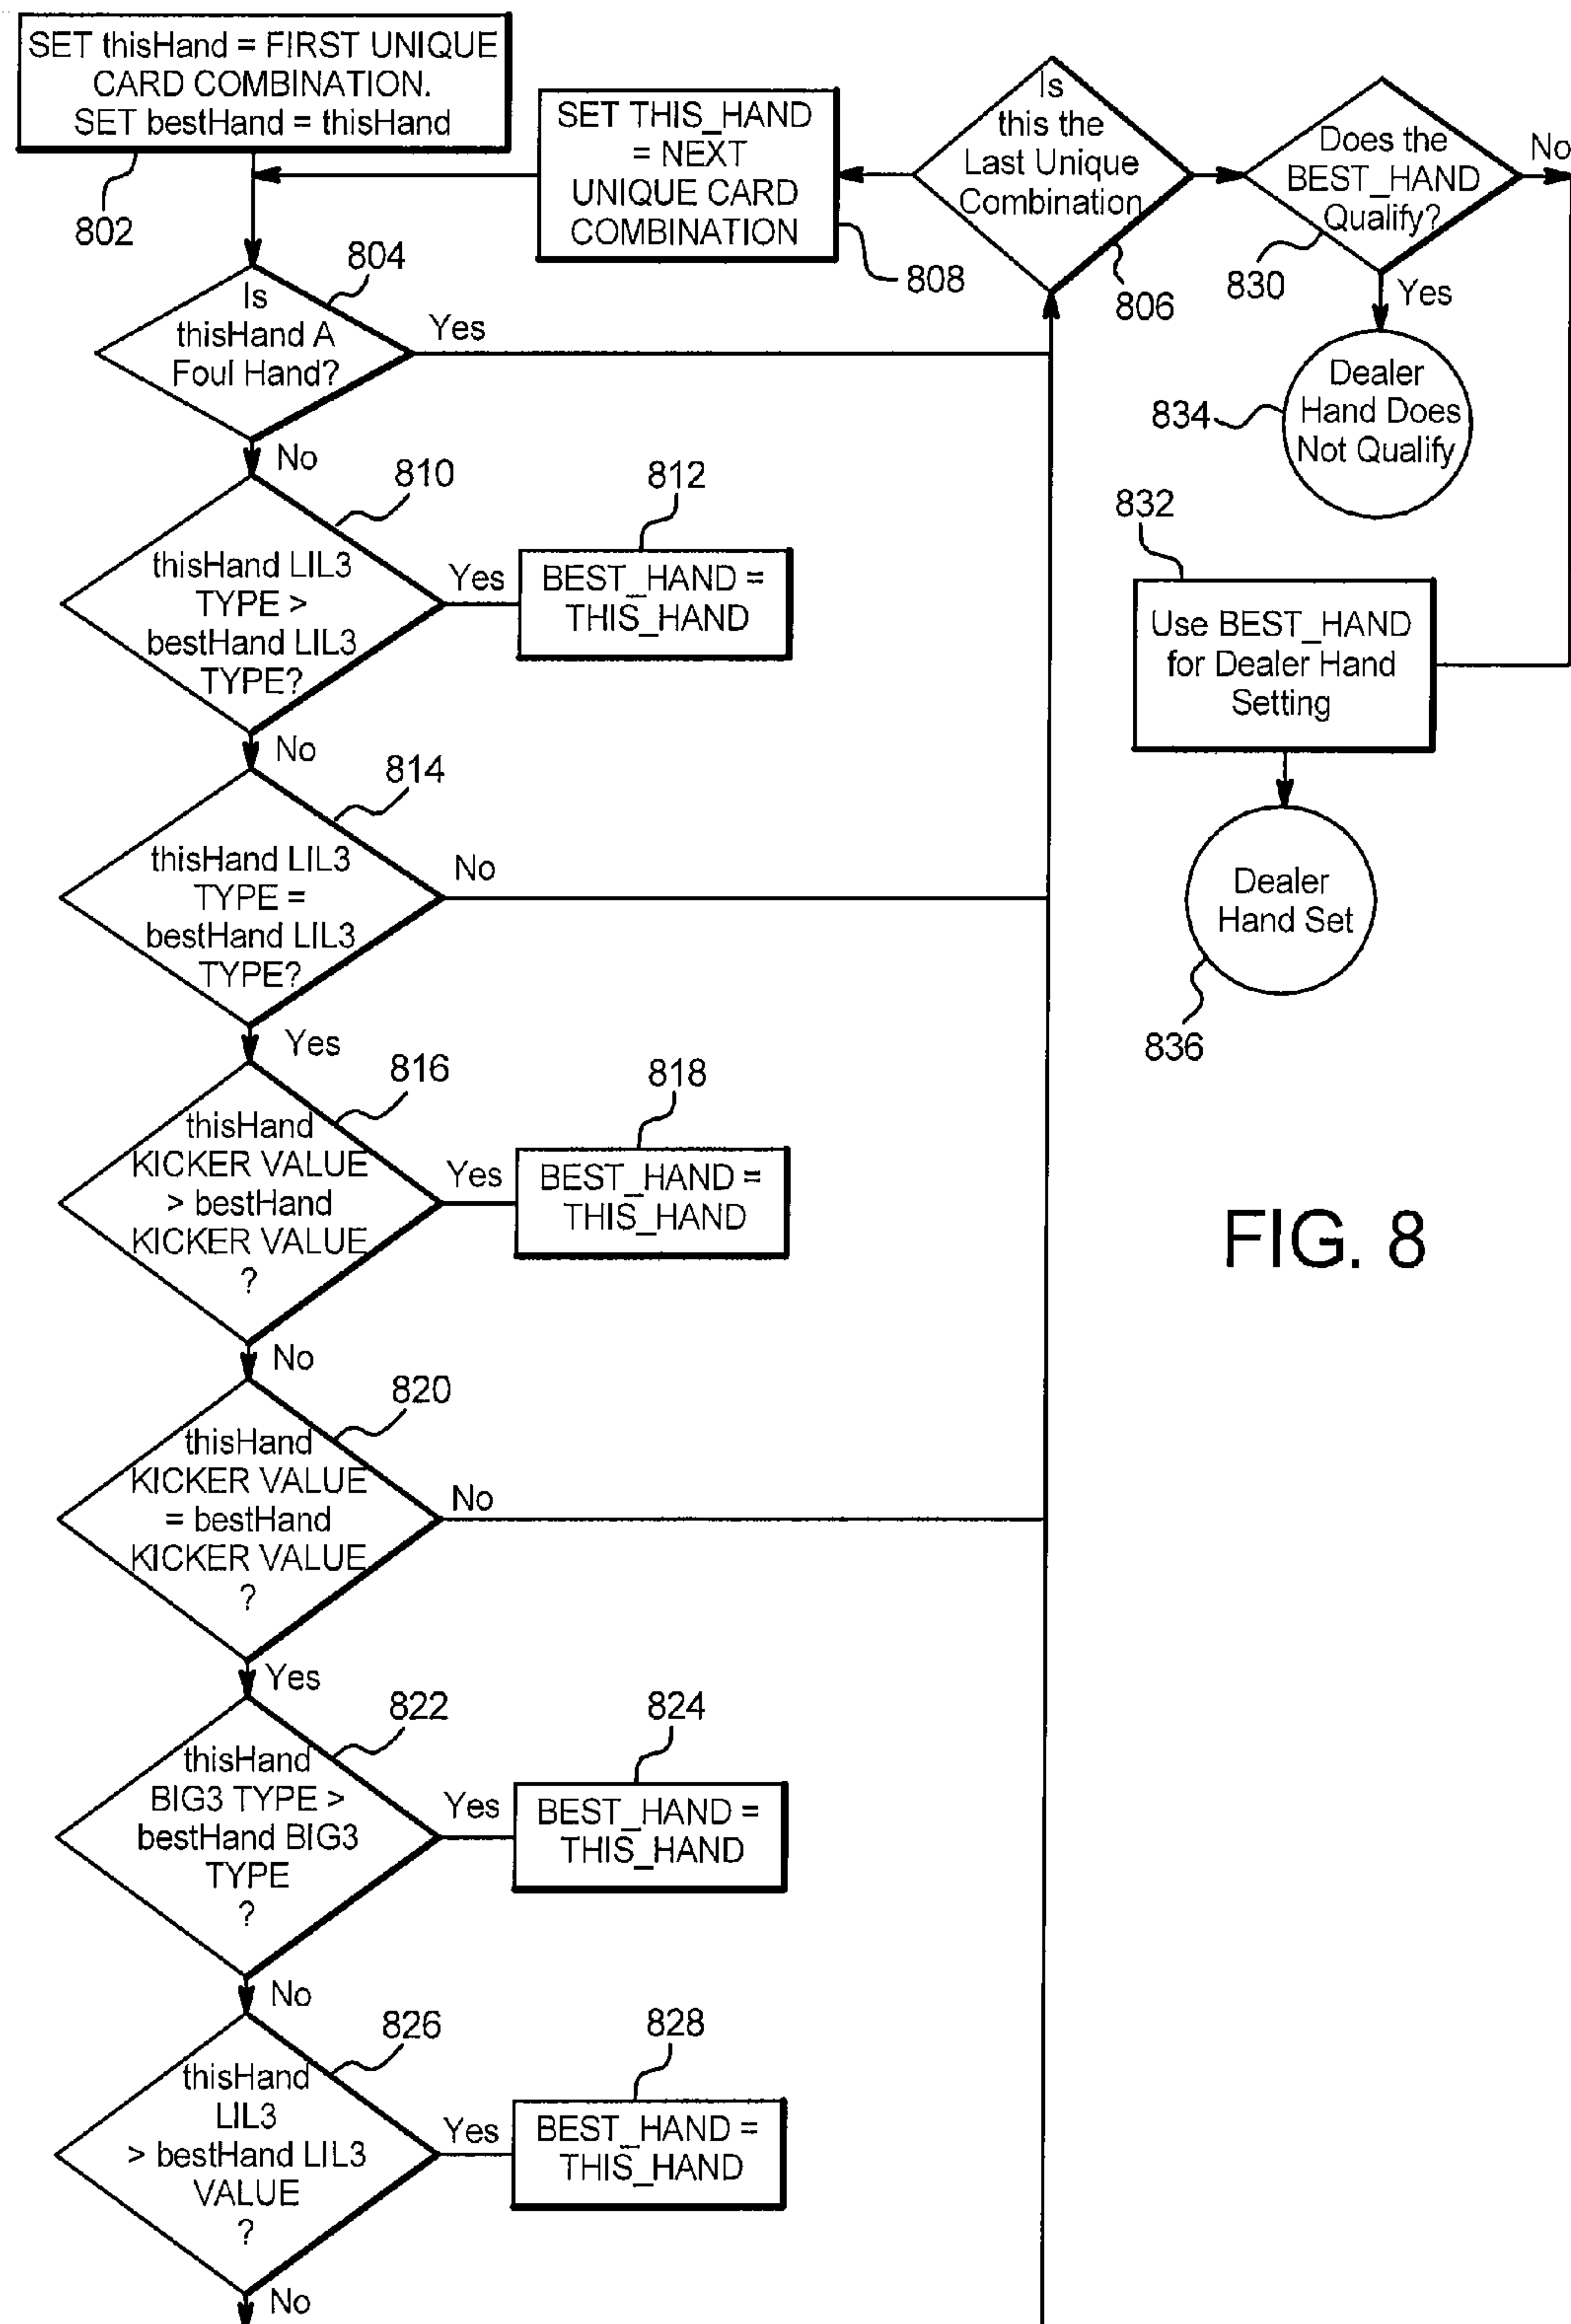 SET thisHand = FIRST UNIQUE
CARD COMBINATION.
SET bestHand = thisHand
802
SET THIS_HAND
= NEXT
UNIQUE CARD
COMBINATION
808
Is
this the
Last Unique
Combination
806
Does the
BEST_HAND
Qualify?
830
No
Yes
Dealer
Hand Does
Not Qualify
834
832
Use BEST_HAND
for Dealer Hand
Setting
Dealer
Hand Set
836
804
Is
thisHand A
Foul Hand?
Yes
No
810
thisHand LIL3
TYPE >
bestHand LIL3
TYPE?
Yes
812
BEST_HAND =
THIS_HAND
No
814
thisHand LIL3
TYPE =
bestHand LIL3
TYPE?
No
Yes
816
thisHand
KICKER VALUE
> bestHand
KICKER VALUE
?
Yes
818
BEST_HAND =
THIS_HAND
No
FIG. 8
820
thisHand
KICKER VALUE
= bestHand
KICKER VALUE
?
No
Yes
822
thisHand
BIG3 TYPE >
bestHand BIG3
TYPE
?
Yes
824
BEST_HAND =
THIS_HAND
No
826
thisHand
LIL3
> bestHand LIL3
VALUE
?
Yes
828
BEST_HAND =
THIS_HAND
No